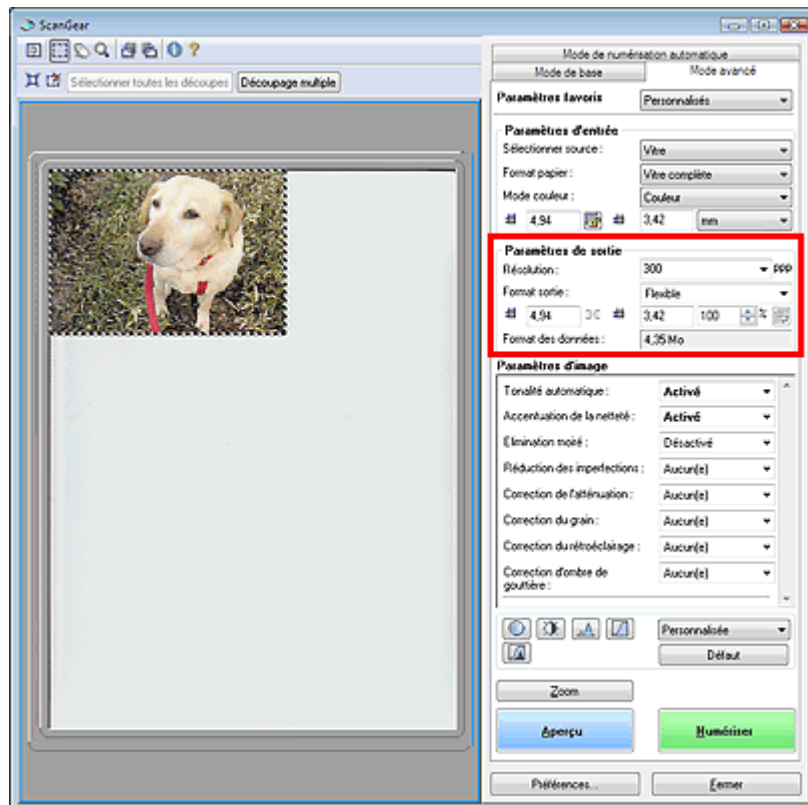 ScanGear
Sélectionner toutes les découpes Découpage multiple
Mode de numérisation automatique
Mode de base Mode avancé
Paramètres favoris Personnalisés
Paramètres d'entrée
Sélectionner source : Vitre
Format papier : Vitre complète
Mode couleur : Couleur
4,94 3,42 mm
Paramètres de sortie
Résolution : 300 PPP
Format sortie : Flexible
4,94 3,42 100 %
Format des données : 4,35 Mo
Paramètres d'image
Tonalité automatique : Activé
Accentuation de la netteté : Activé
Elimination moiré : Désactivé
Réduction des imperfections : Aucun(e)
Correction de l'atténuation : Aucun(e)
Correction du grain : Aucun(e)
Correction du rétroéclairage : Aucun(e)
Correction d'ombre de Aucun(e)
gouttière :
Personnalisée
Défaut
Zoom
Aperçu Numériser
Préférences... Fermer